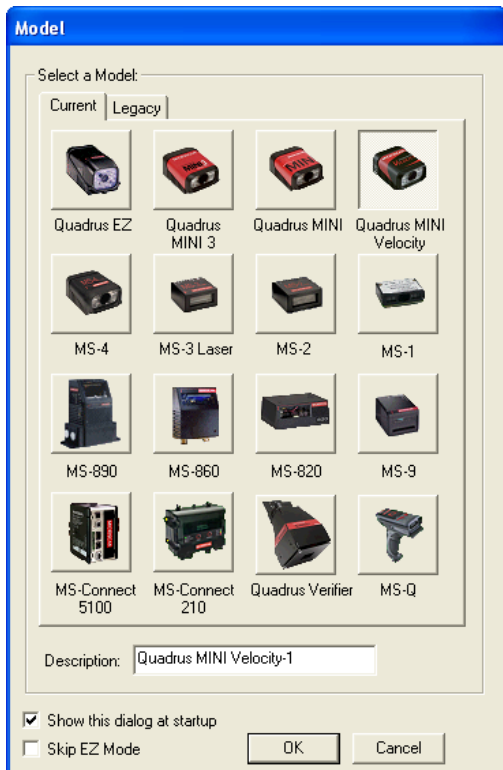 Model
Select a Model:
Current Legacy
Quadrus EZ
Quadrus MINI 3
Quadrus MINI
Quadrus MINI Velocity
MS-4
MS-3 Laser
MS-2
MS-1
MS-890
MS-860
MS-820
MS-9
MS-Connect 5100
MS-Connect 210
Quadrus Verifier
MS-Q
Description: Quadrus MINI Velocity-1
Show this dialog at startup
Skip EZ Mode
OK
Cancel